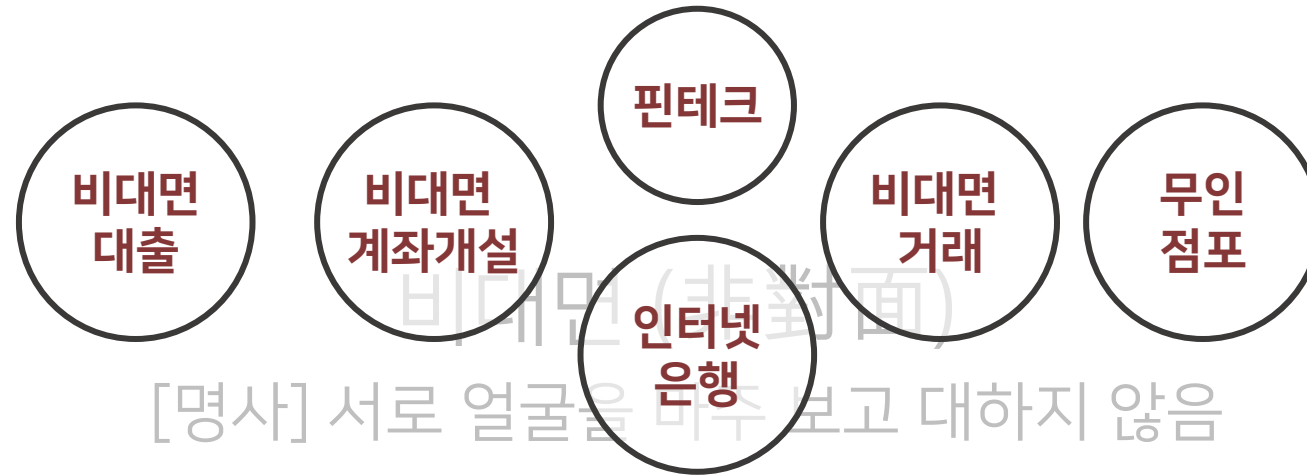 핀테크
비대면
대출
비대면
계좌개설
비대면
거래
무인
점포
인터넷
은행
비대면 (非對面)
[명사] 서로 얼굴을 마주 보고 대하지 않음